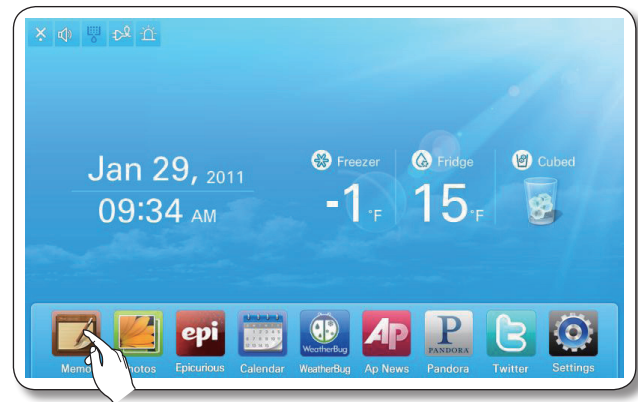 Freezer
Fridge
Cubed
Jan 29, 2011
09:34 AM
-1 °F
15 °F
epi
WeatherBug
AP
P
PANDORA
t
Epicurious
Calendar
WeatherBug
Ap News
Pandora
Twitter
Settings